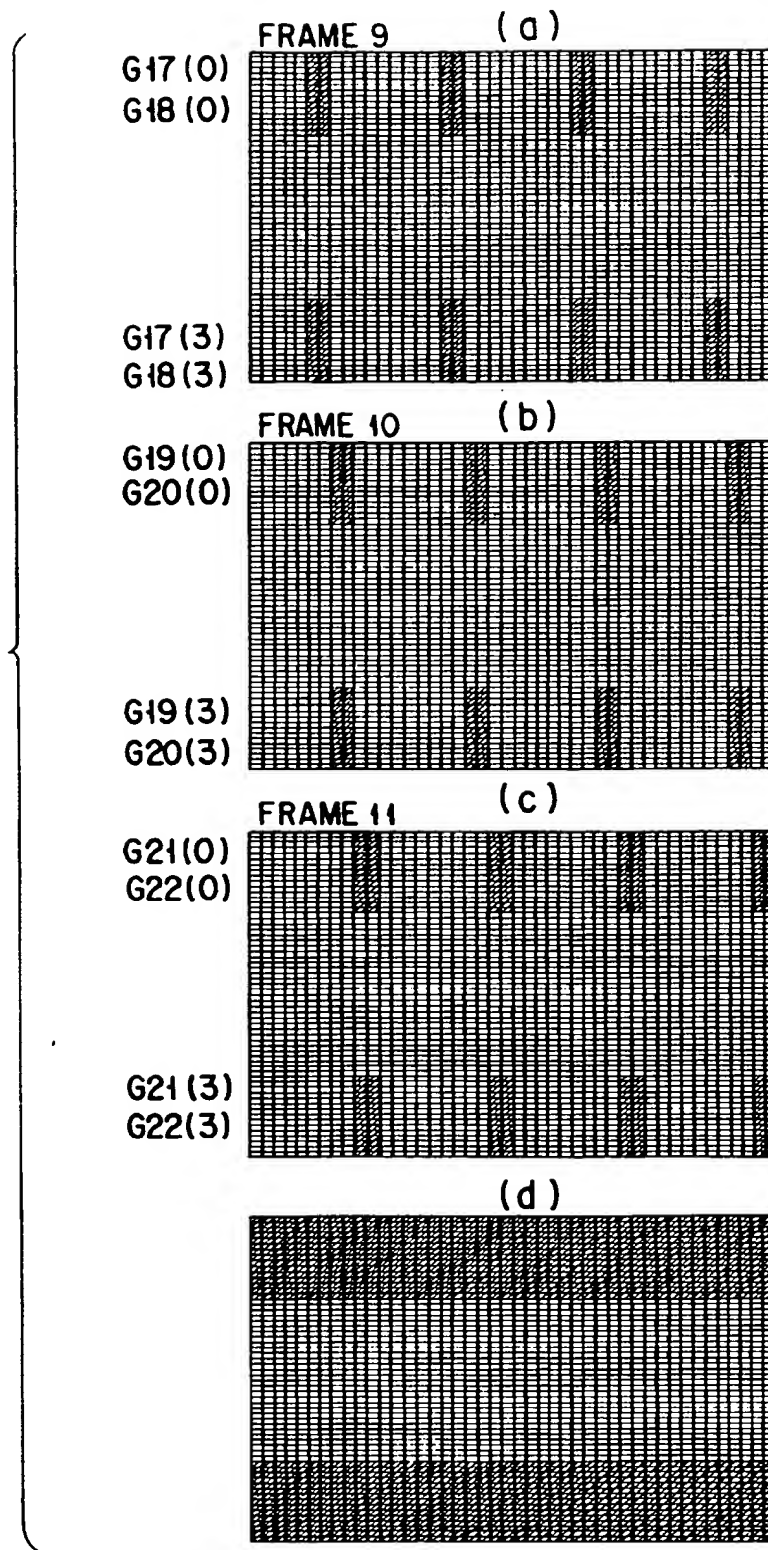 (a)
FRAME 9
G17(0)
G18(0)
G17(3)
G18(3)
(b)
FRAME 10
G19(0)
G20(0)
G19(3)
G20(3)
(c)
FRAME 11
G21(0)
G22(0)
G21(3)
G22(3)
(d)